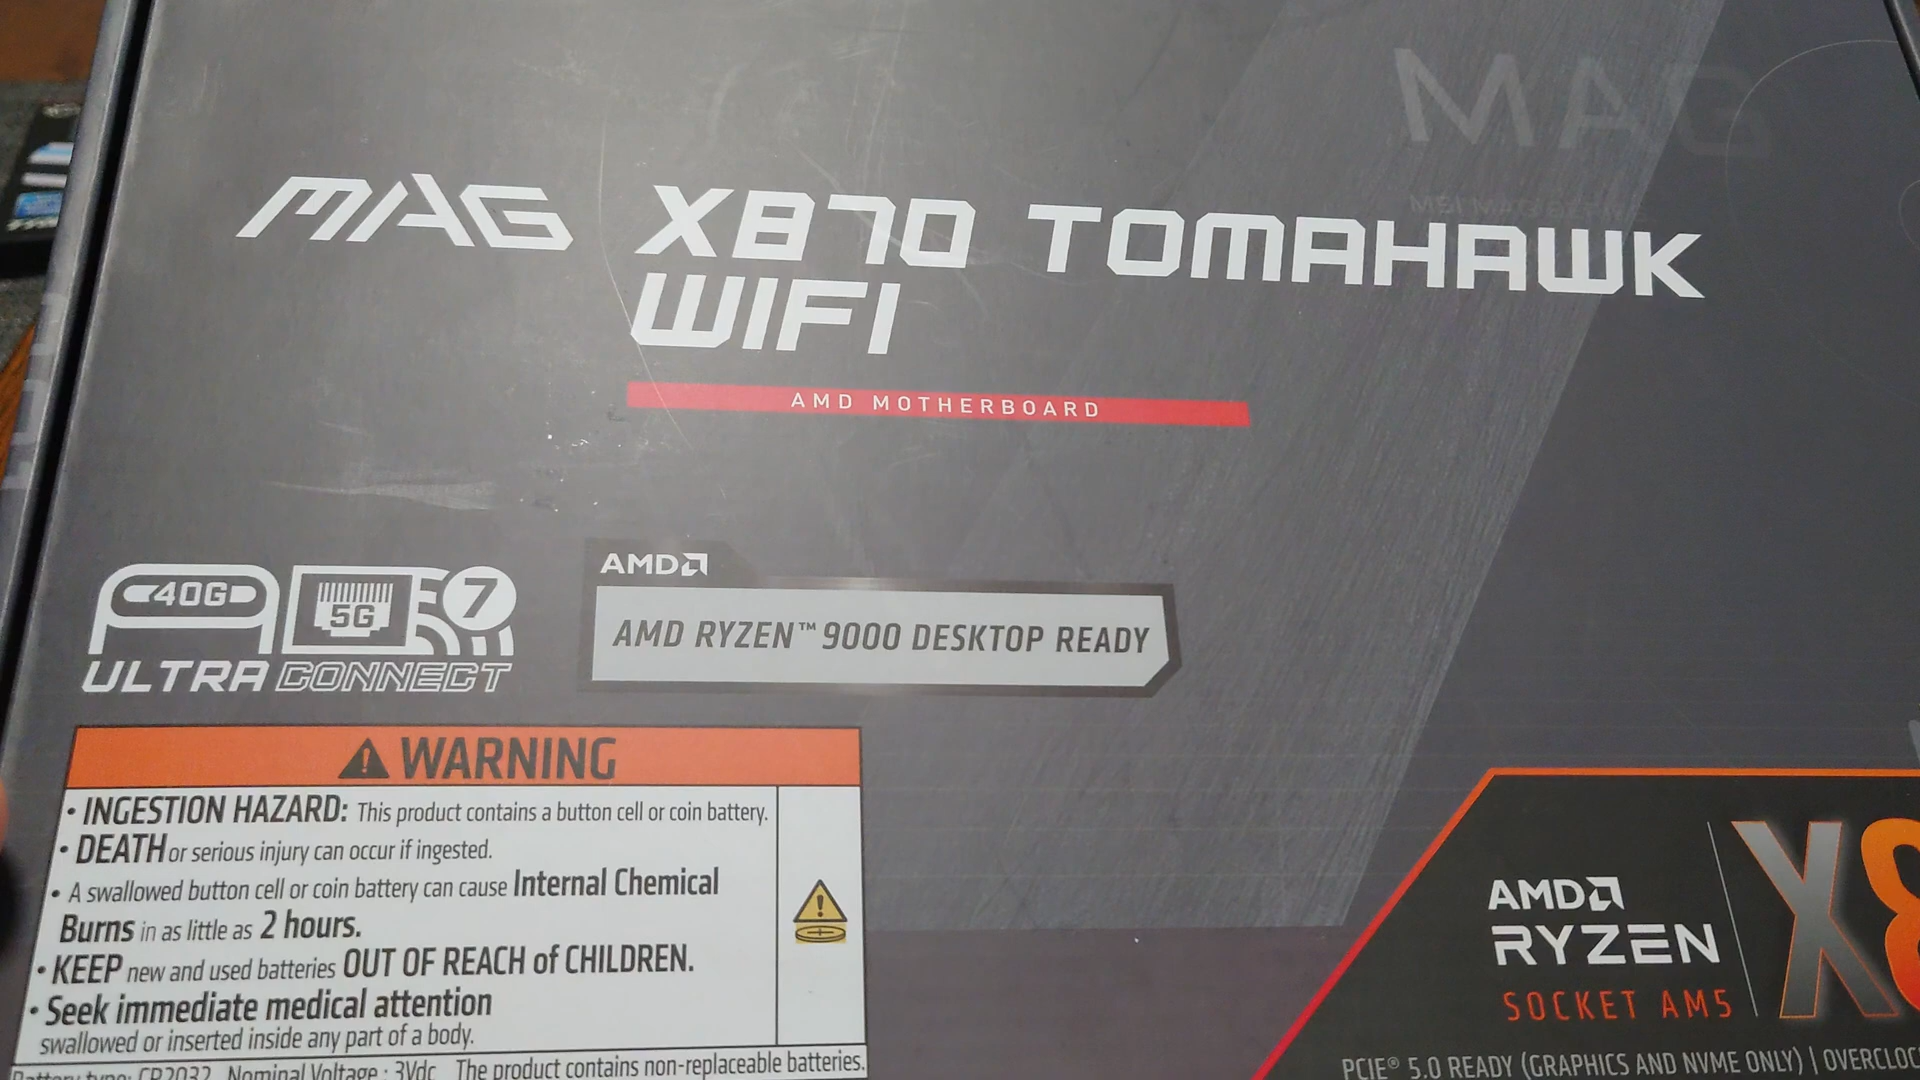 MAG
MSI MAG SERIES
MAG X870 TOMAHAWK
WIFI
AMD MOTHERBOARD
40G 5G 7
ULTRA CONNECT
AMD
AMD RYZEN™ 9000 DESKTOP READY
WARNING
• INGESTION HAZARD: This product contains a button cell or coin battery.
• DEATH or serious injury can occur if ingested.
• A swallowed button cell or coin battery can cause Internal Chemical
Burns in as little as 2 hours.
• KEEP new and used batteries OUT OF REACH of CHILDREN.
• Seek immediate medical attention
swallowed or inserted inside any part of a body.
Battery type: CR2032 Nominal Voltage : 3Vdc The product contains non-replaceable batteries.
AMD
RYZEN
SOCKET AM5
X8
PCIE® 5.0 READY (GRAPHICS AND NVME ONLY) | OVERCLOC